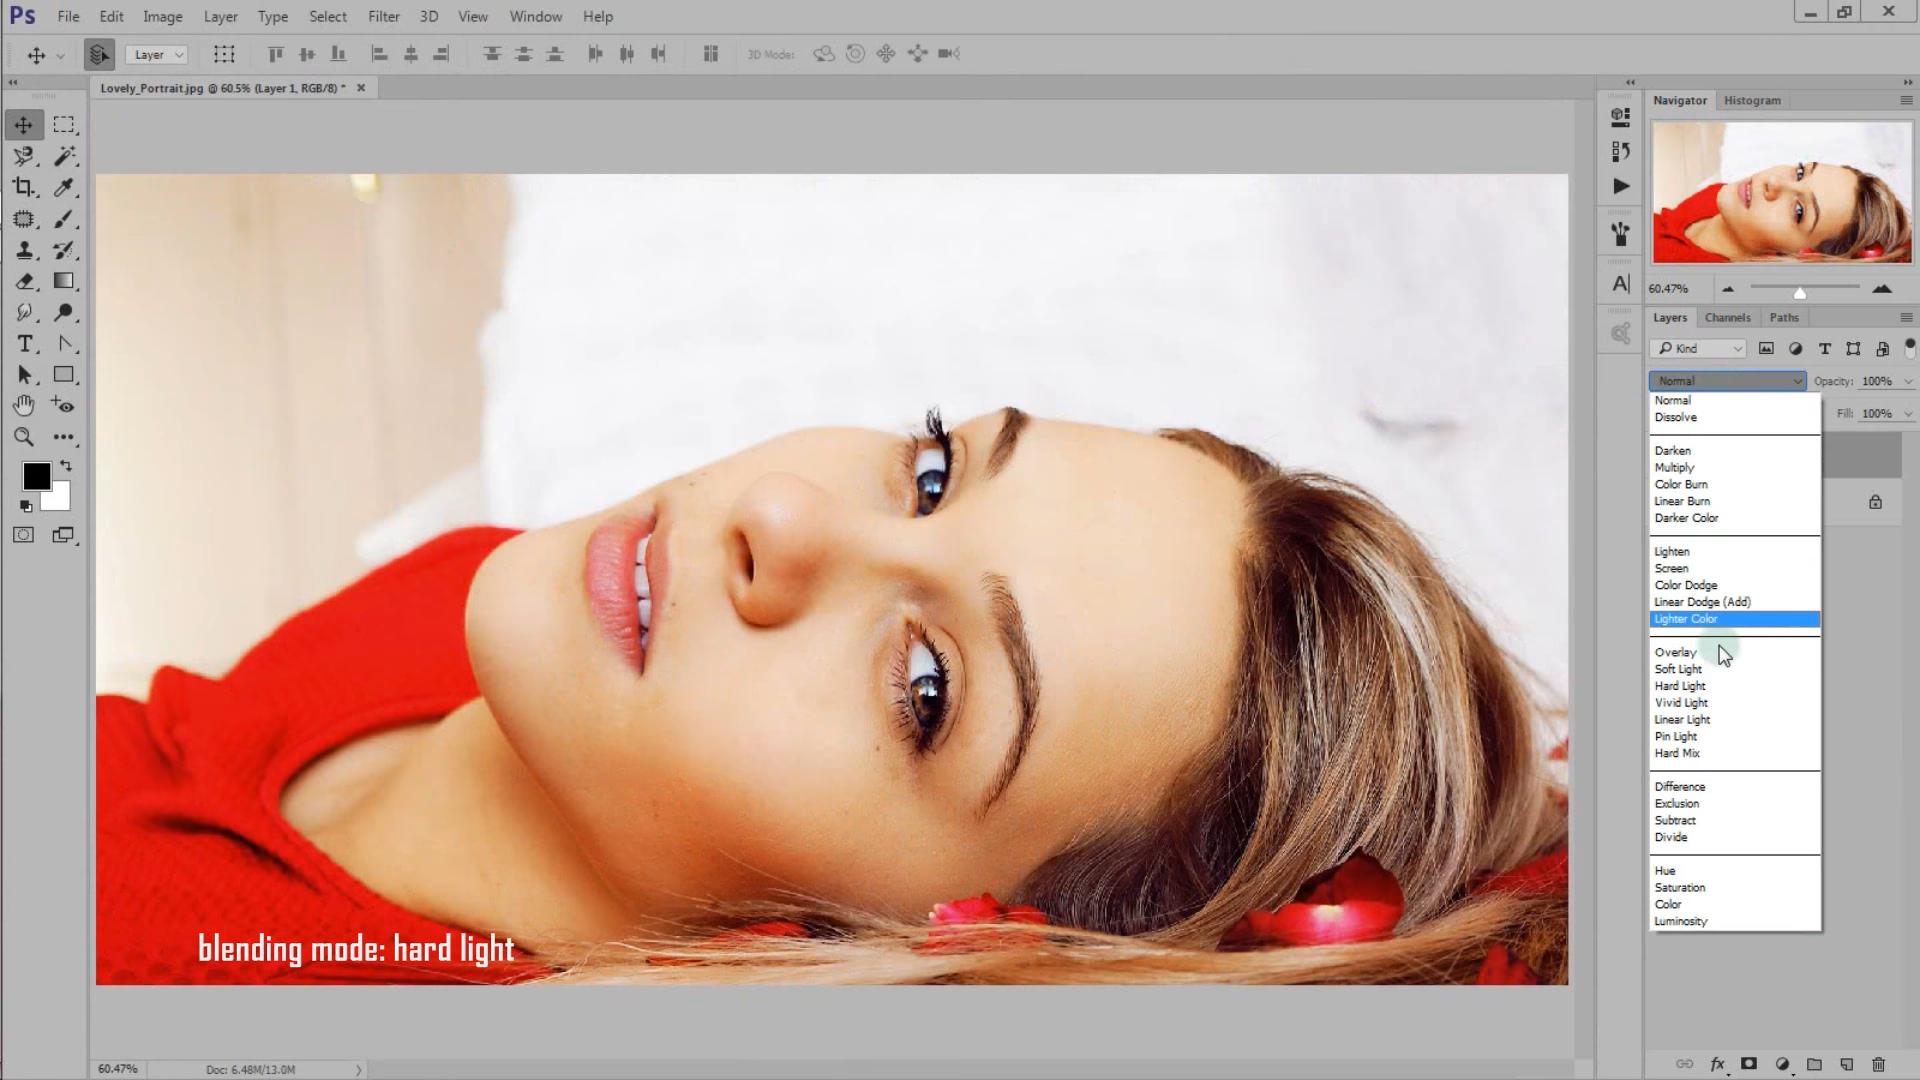 Ps File Edit Image Layer Type Select Filter 3D View Window Help
Layer 3D Mode:
Lovely_Portrait.jpg @ 60.5% (Layer 1, RGB/8) *
Navigator Histogram
60.47%
Layers Channels Paths
Kind
Normal Opacity: 100%
Fill: 100%
Normal
Dissolve
Darken
Multiply
Color Burn
Linear Burn
Darker Color
Lighten
Screen
Color Dodge
Linear Dodge (Add)
Lighter Color
Overlay
Soft Light
Hard Light
Vivid Light
Linear Light
Pin Light
Hard Mix
Difference
Exclusion
Subtract
Divide
Hue
Saturation
Color
Luminosity
blending mode: hard light
60.47% Doc: 6.48M/13.0M
fx